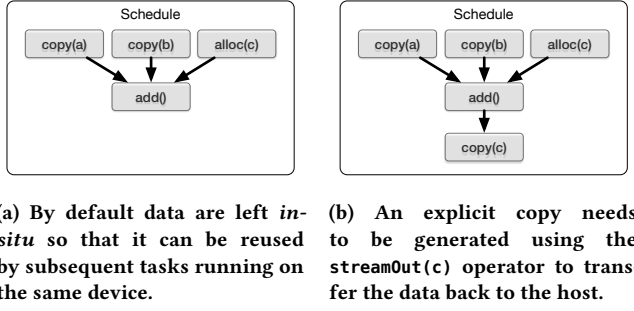 Schedule
copy(a) copy(b) alloc(c)
add()
Schedule
copy(a) copy(b) alloc(c)
add()
copy(c)
(a) By default data are left in-
situ so that it can be reused
by subsequent tasks running on
the same device.
(b) An explicit copy needs
to be generated using the
streamOut(c) operator to trans-
fer the data back to the host.